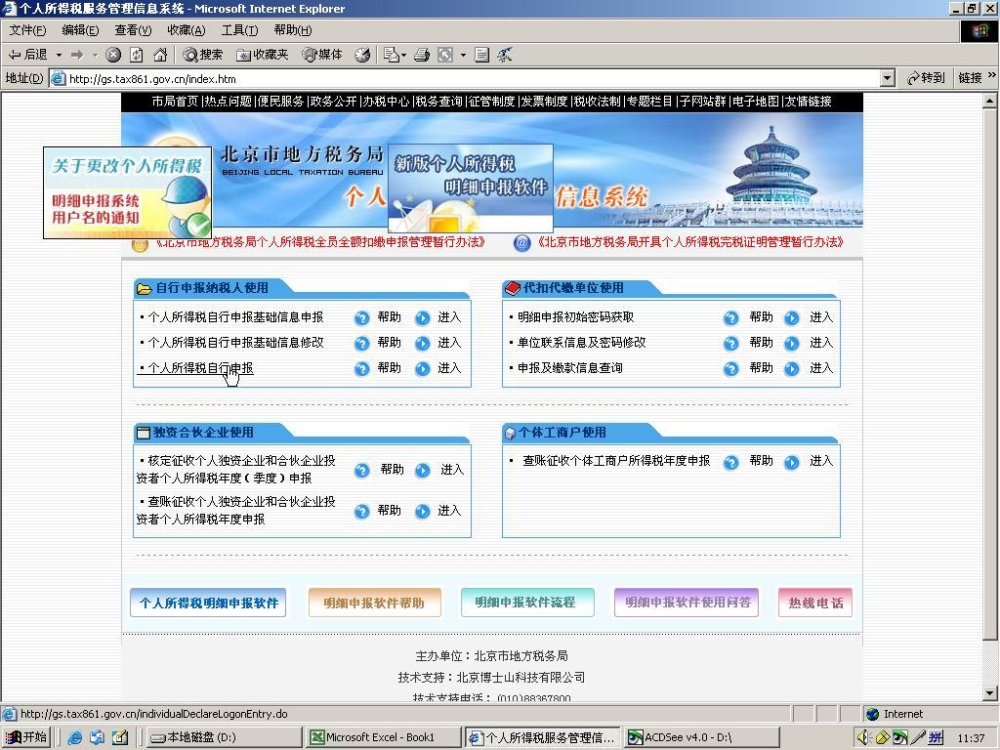 个人所得税服务管理信息系统 - Microsoft Internet Explorer
文件(F) 编辑(E) 查看(V) 收藏(A) 工具(T) 帮助(H)
后退 搜索 收藏夹 媒体
地址(D) http://gs.tax861.gov.cn/index.htm 转到 链接 »
市局首页|热点问题|便民服务|政务公开|办税中心|税务查询|征管制度|发票制度|税收法制|专题栏目|子网站群|电子地图|友情链接
北京市地方税务局
BEIJING LOCAL TAXATION BUREAU
个人 信息系统
关于更改个人所得税
明细申报系统
用户名的通知
新版个人所得税
明细申报软件
《北京市地方税务局个人所得税全员全额扣缴申报管理暂行办法》 《北京市地方税务局开具个人所得税完税证明管理暂行办法》
自行申报纳税人使用
· 个人所得税自行申报基础信息申报 帮助 进入
· 个人所得税自行申报基础信息修改 帮助 进入
· 个人所得税自行申报 帮助 进入
代扣代缴单位使用
· 明细申报初始密码获取 帮助 进入
· 单位联系信息及密码修改 帮助 进入
· 申报及缴款信息查询 帮助 进入
独资合伙企业使用
· 核定征收个人独资企业和合伙企业投
资者个人所得税年度（季度）申报 帮助 进入
· 查账征收个人独资企业和合伙企业投
资者个人所得税年度申报 帮助 进入
个体工商户使用
· 查账征收个体工商户所得税年度申报 帮助 进入
个人所得税明细申报软件 明细申报软件帮助 明细申报软件流程 明细申报软件使用问答 热线电话
主办单位：北京市地方税务局
技术支持：北京博士山科技有限公司
技术支持电话： (010)88367800
http://gs.tax861.gov.cn/individualDeclareLogonEntry.do Internet
开始 本地磁盘 (D:) Microsoft Excel - Book1 个人所得税服务管理信... ACDSee v4.0 - D:\ 拼 11:37